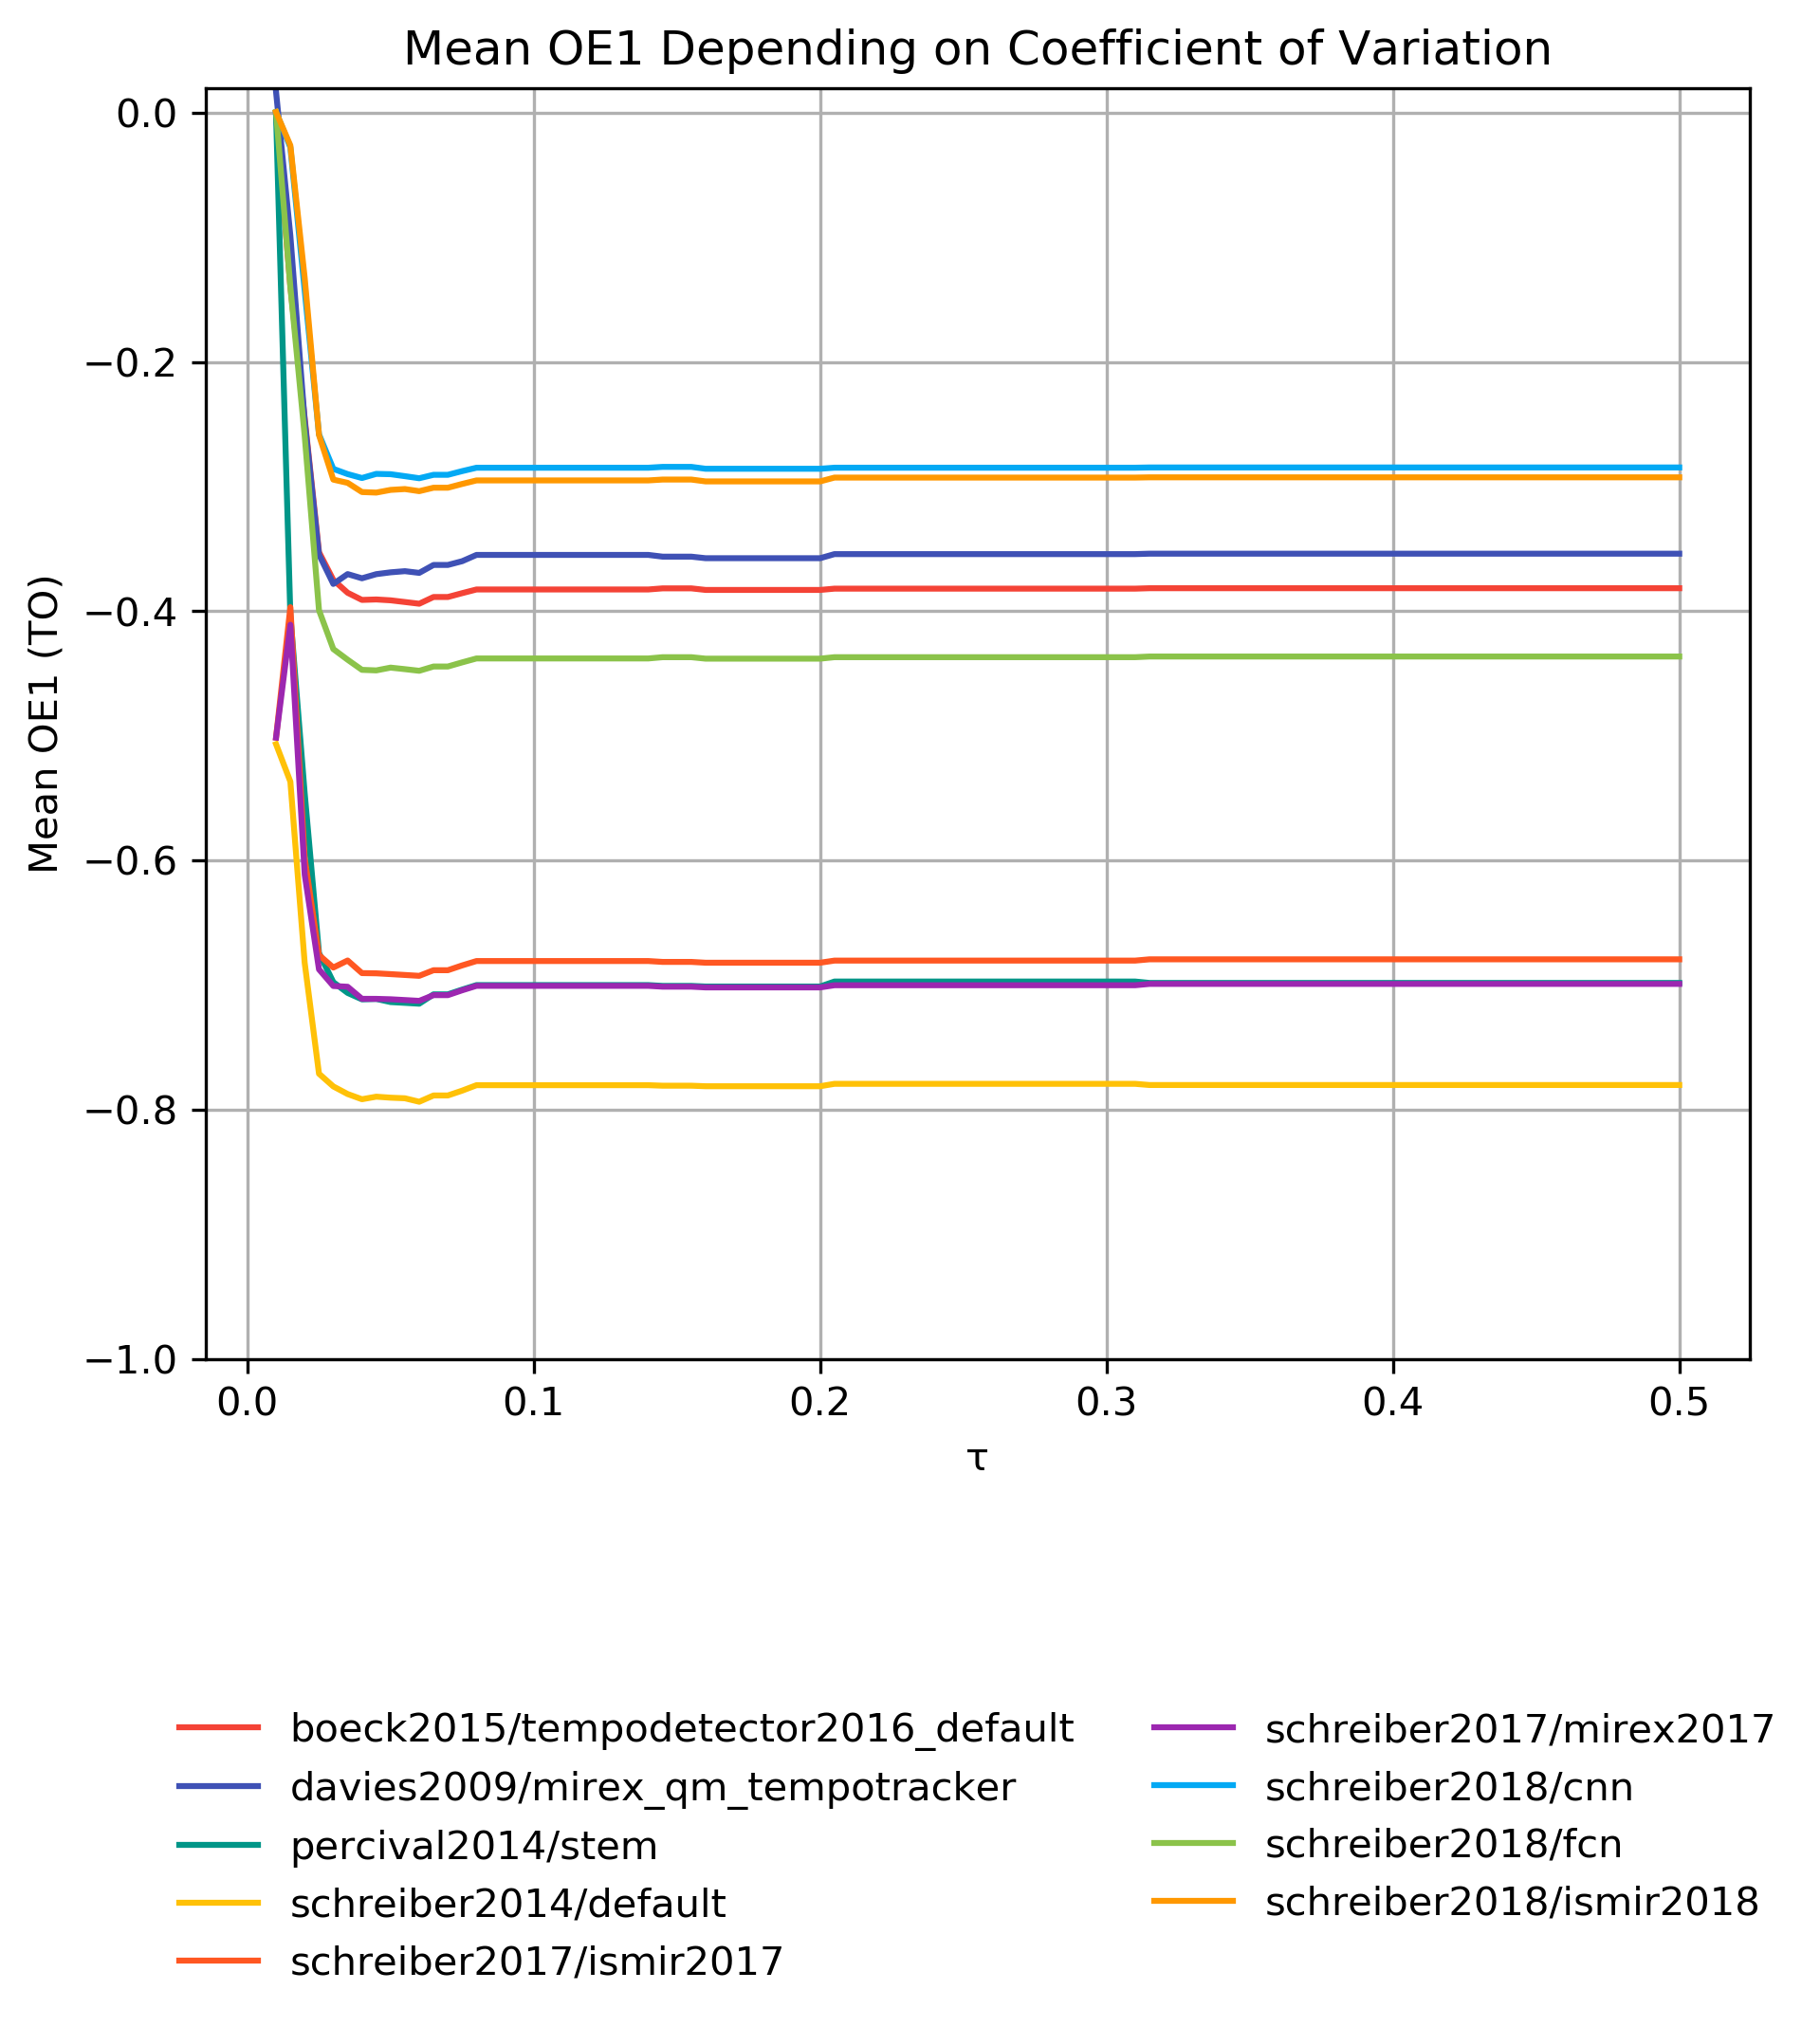 Mean OE1 Depending on Coefficient of Variation
0.0
−0.2
−0.4
−0.6
−0.8
−1.0
Mean OE1 (TO)
0.0 0.1 0.2 0.3 0.4 0.5
τ
boeck2015/tempodetector2016_default
davies2009/mirex_qm_tempotracker
percival2014/stem
schreiber2014/default
schreiber2017/ismir2017
schreiber2017/mirex2017
schreiber2018/cnn
schreiber2018/fcn
schreiber2018/ismir2018